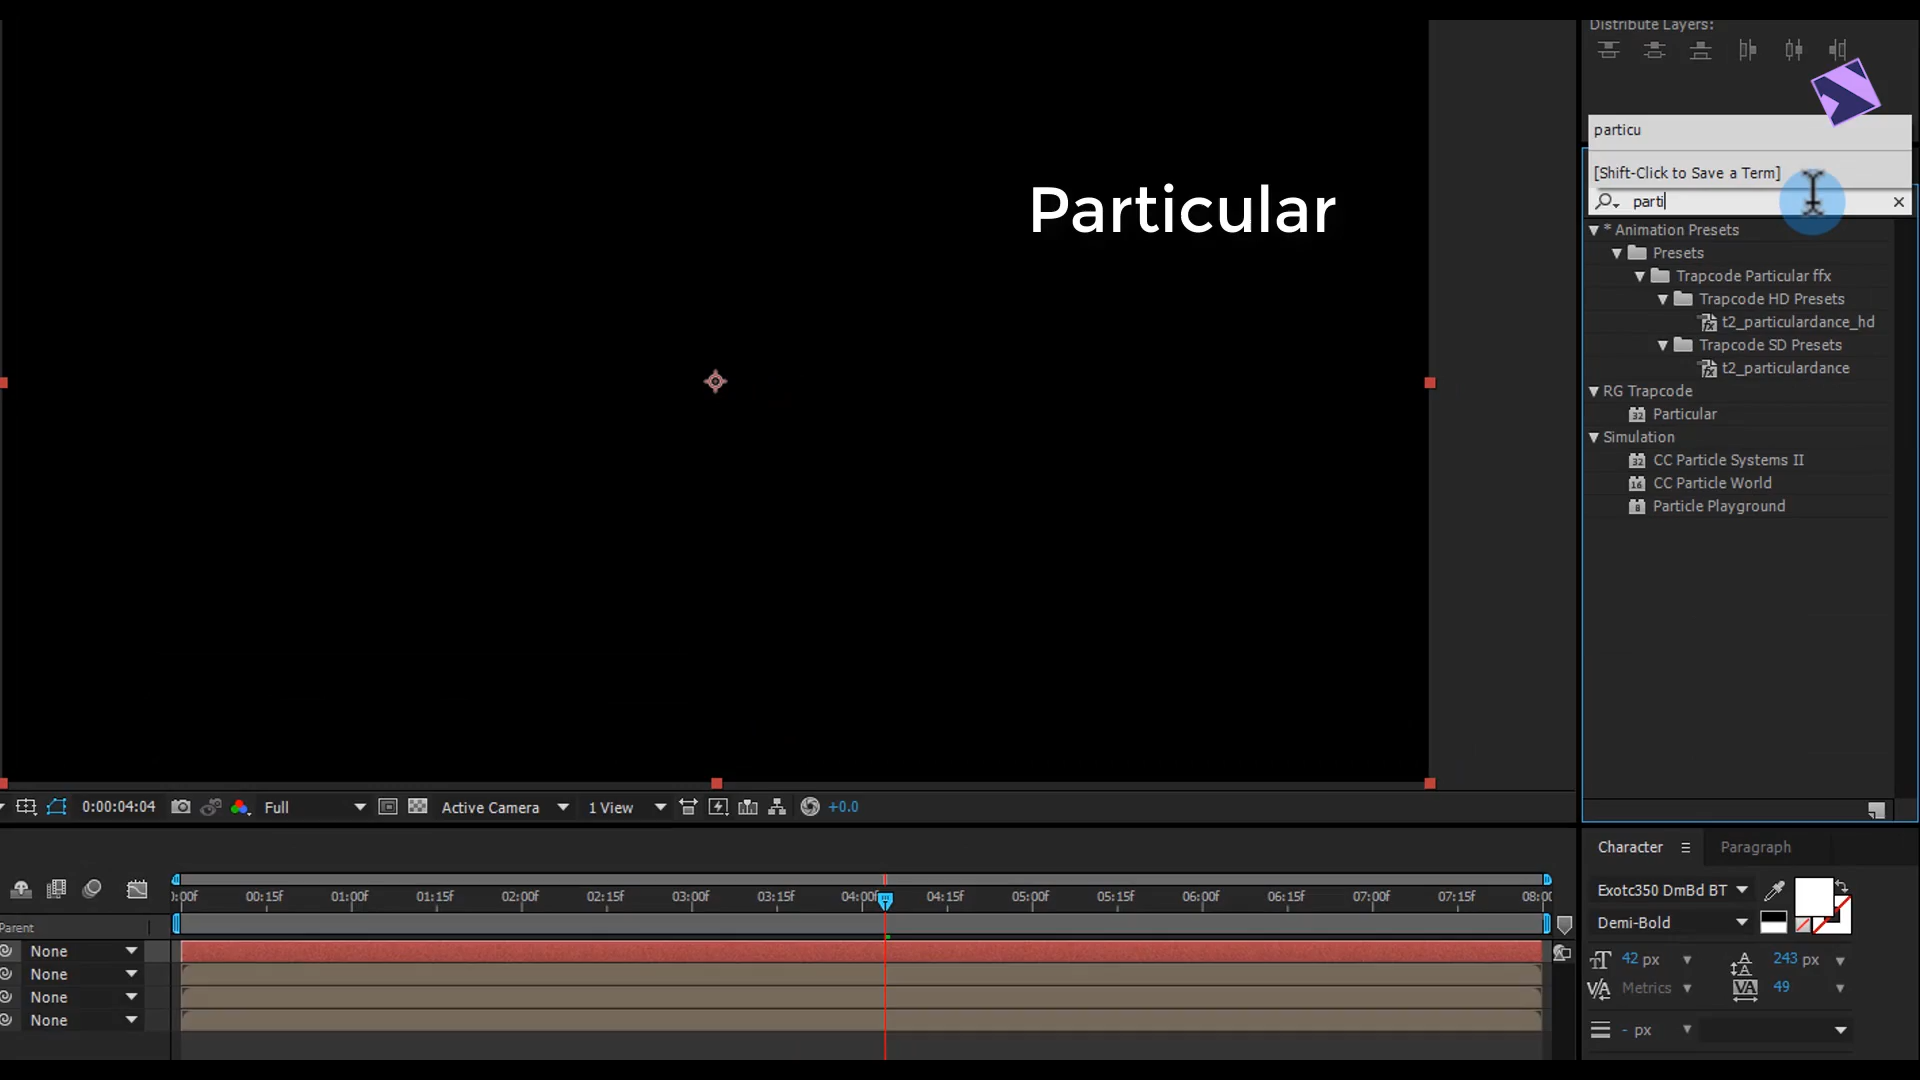 Distribute Layers:
particu
[Shift-Click to Save a Term]
parti
Particular
* Animation Presets
Presets
Trapcode Particular ffx
Trapcode HD Presets
t2_particulardance_hd
Trapcode SD Presets
t2_particulardance
RG Trapcode
32 Particular
Simulation
32 CC Particle Systems II
16 CC Particle World
8 Particle Playground
0:00:04:04 Full Active Camera 1 View +0.0
Character Paragraph
):00f 00:15f 01:00f 01:15f 02:00f 02:15f 03:00f 03:15f 04:00f 04:15f 05:00f 05:15f 06:00f 06:15f 07:00f 07:15f 08:00
Exotc350 DmBd BT
Demi-Bold
Parent
None
None
None
None
42 px 243 px
Metrics 49
- px